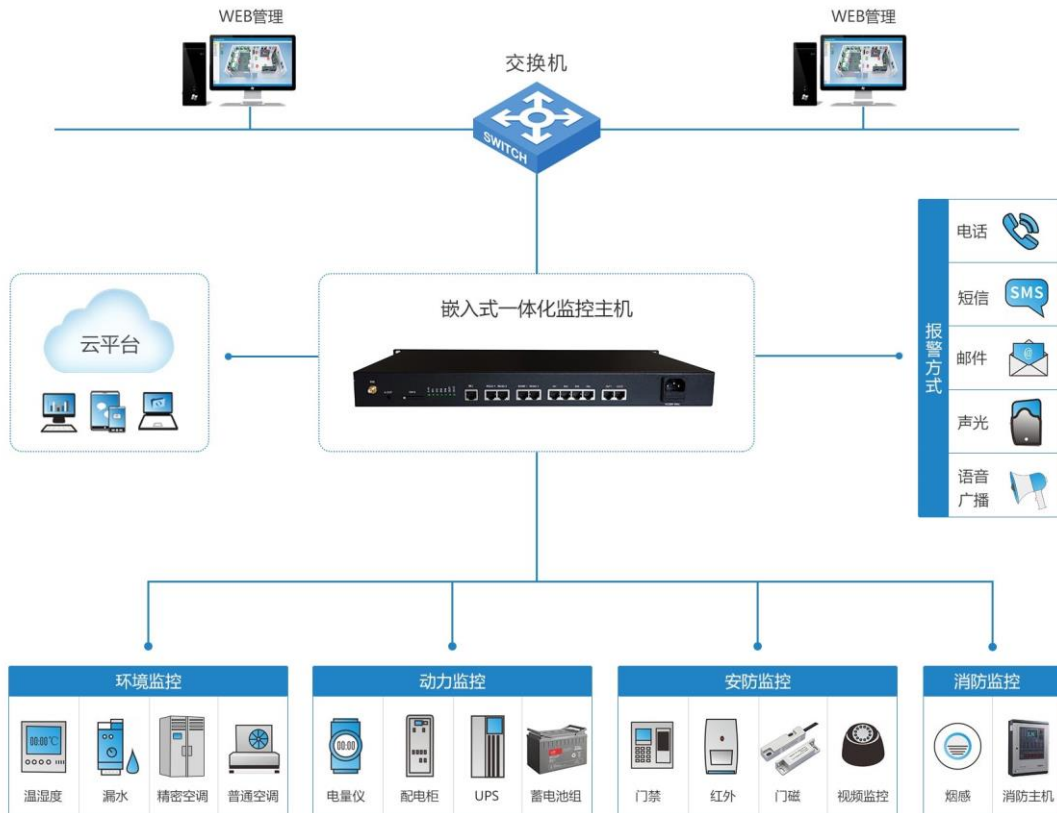 WEB管理
WEB管理
交换机
SWITCH
电话
短信
SMS
邮件
声光
语音
广播
报警方式
云平台
嵌入式一体化监控主机
环境监控
动力监控
安防监控
消防监控
00:00℃
00:00
温湿度
漏水
精密空调
普通空调
电量仪
配电柜
UPS
蓄电池组
门禁
红外
门磁
视频监控
烟感
消防主机